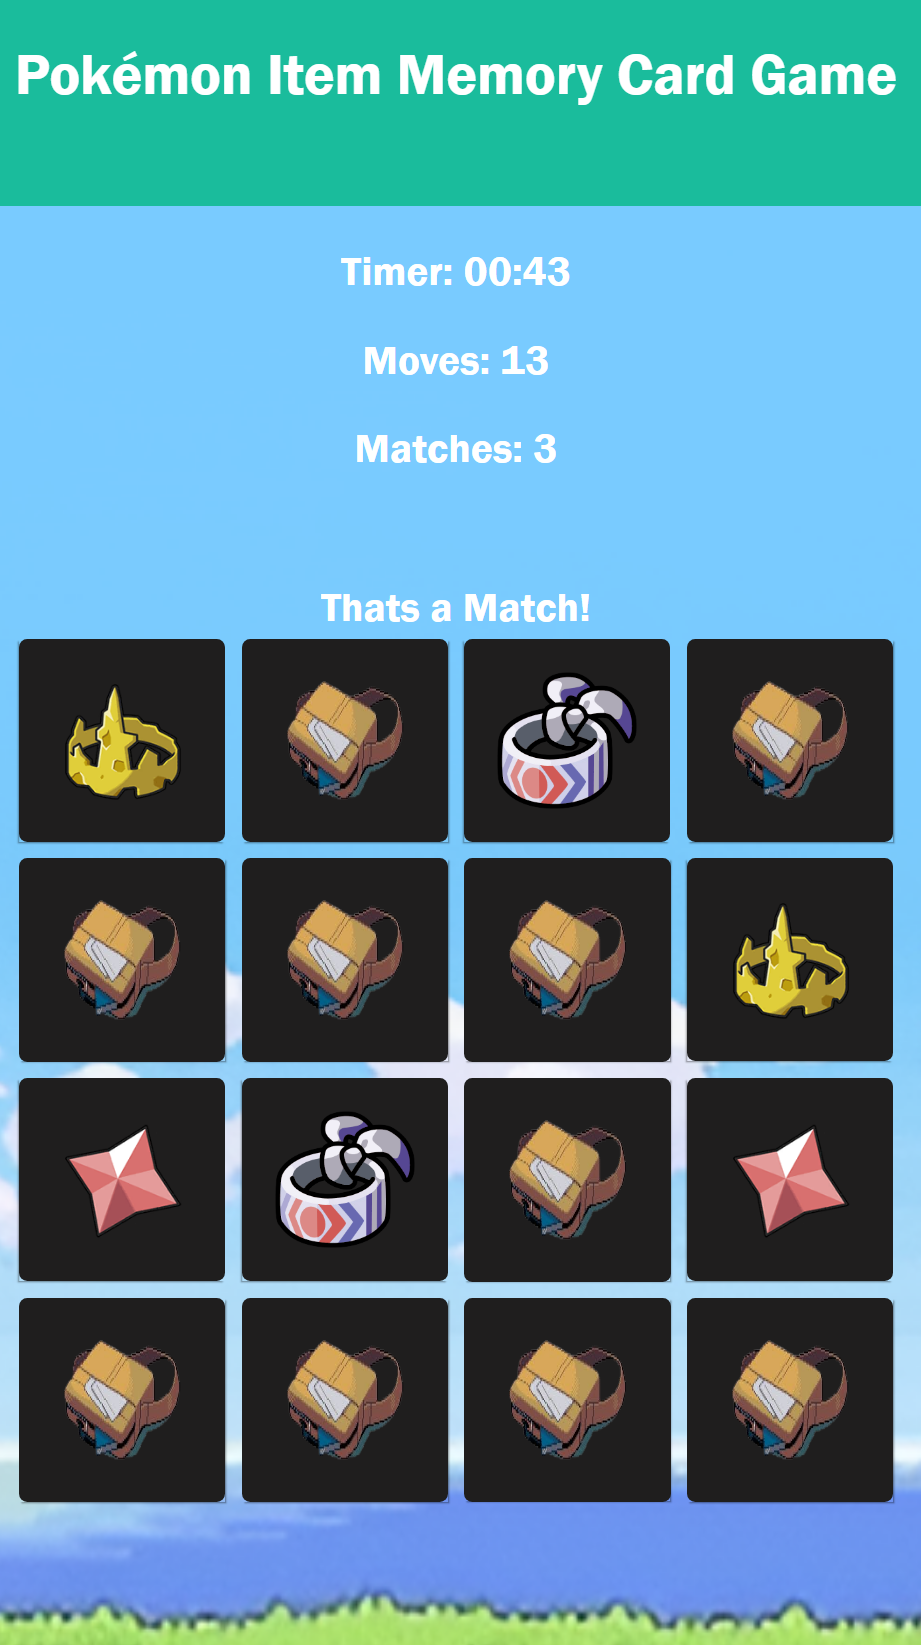 Pokémon Item Memory Card Game
Timer: 00:43
Moves: 13
Matches: 3
Thats a Match!